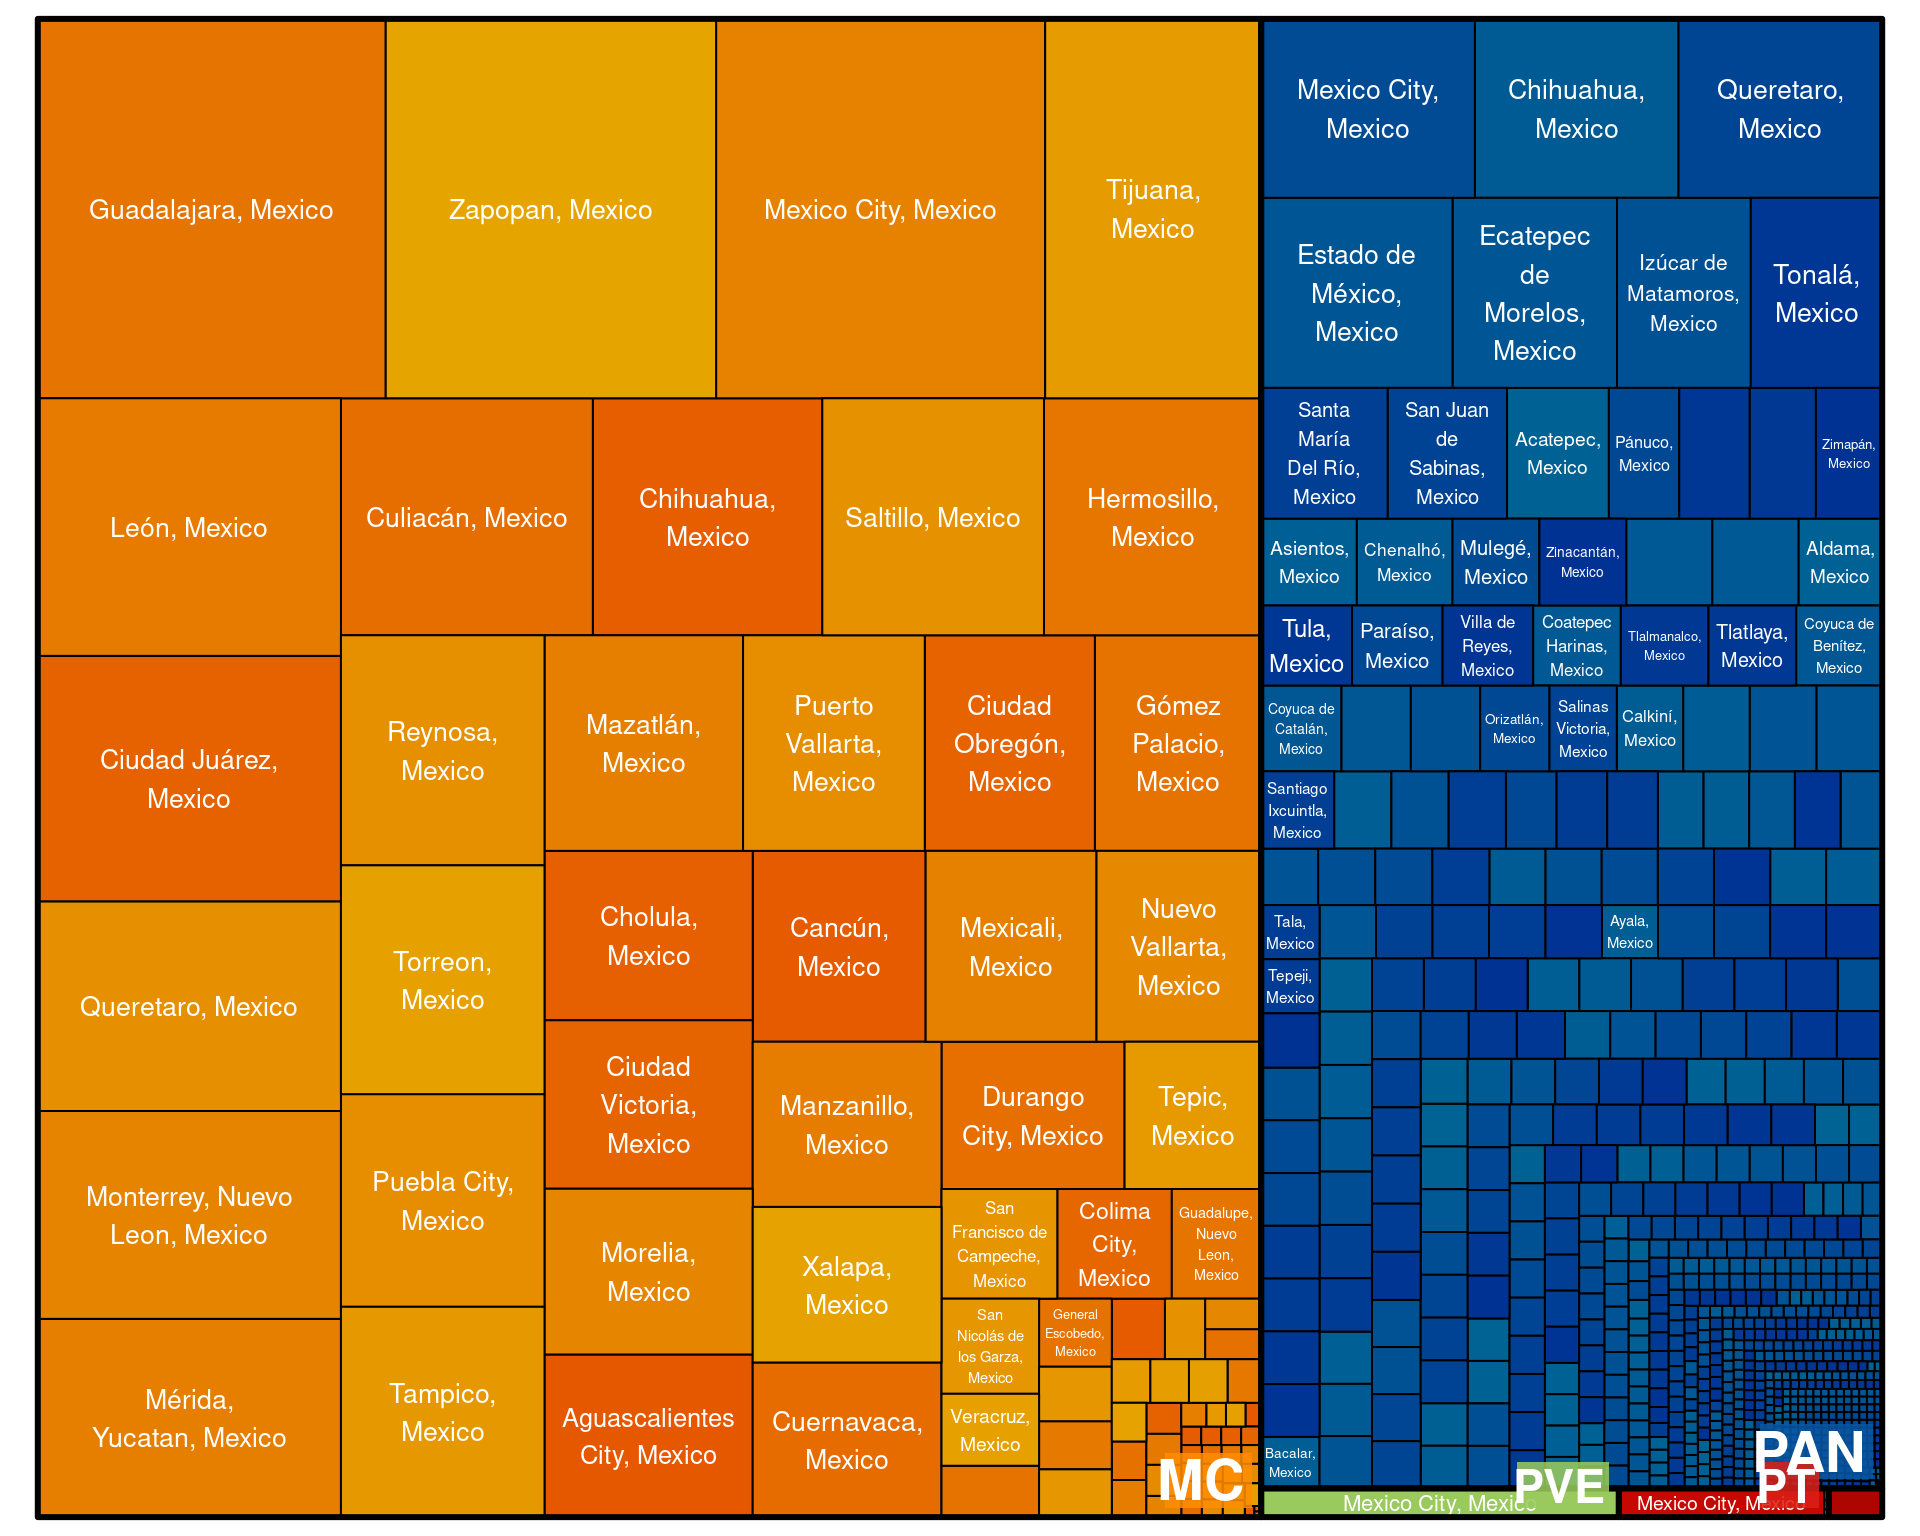 Guadalajara, Mexico
Zapopan, Mexico
Mexico City, Mexico
Tijuana,
Mexico
León, Mexico
Culiacán, Mexico
Chihuahua,
Mexico
Saltillo, Mexico
Hermosillo,
Mexico
Ciudad Juárez,
Mexico
Reynosa,
Mexico
Mazatlán,
Mexico
Puerto
Vallarta,
Mexico
Ciudad
Obregón,
Mexico
Gómez
Palacio,
Mexico
Queretaro, Mexico
Torreon,
Mexico
Cholula,
Mexico
Cancún,
Mexico
Mexicali,
Mexico
Nuevo
Vallarta,
Mexico
Monterrey, Nuevo
Leon, Mexico
Puebla City,
Mexico
Ciudad
Victoria,
Mexico
Manzanillo,
Mexico
Durango
City, Mexico
Tepic,
Mexico
Mérida,
Yucatan, Mexico
Tampico,
Mexico
Morelia,
Mexico
Xalapa,
Mexico
San
Francisco de
Campeche,
Mexico
Colima
City,
Mexico
Guadalupe,
Nuevo
Leon,
Mexico
Aguascalientes
City, Mexico
Cuernavaca,
Mexico
San
Nicolás de
los Garza,
Mexico
General
Escobedo,
Mexico
Veracruz,
Mexico
MC
Mexico City,
Mexico
Chihuahua,
Mexico
Queretaro,
Mexico
Estado de
México,
Mexico
Ecatepec
de
Morelos,
Mexico
Izúcar de
Matamoros,
Mexico
Tonalá,
Mexico
Santa
María
Del Río,
Mexico
San Juan
de
Sabinas,
Mexico
Acatepec,
Mexico
Pánuco,
Mexico
Zimapán,
Mexico
Asientos,
Mexico
Chenalhó,
Mexico
Mulegé,
Mexico
Zinacantán,
Mexico
Aldama,
Mexico
Tula,
Mexico
Paraíso,
Mexico
Villa de
Reyes,
Mexico
Coatepec
Harinas,
Mexico
Tlalmanalco,
Mexico
Tlatlaya,
Mexico
Coyuca de
Benítez,
Mexico
Coyuca de
Catalán,
Mexico
Orizatlán,
Mexico
Salinas
Victoria,
Mexico
Calkiní,
Mexico
Santiago
Ixcuintla,
Mexico
Tala,
Mexico
Ayala,
Mexico
Tepeji,
Mexico
Bacalar,
Mexico
PAN
Mexico City, Mexico
PVE
Mexico City, Mexico
PT